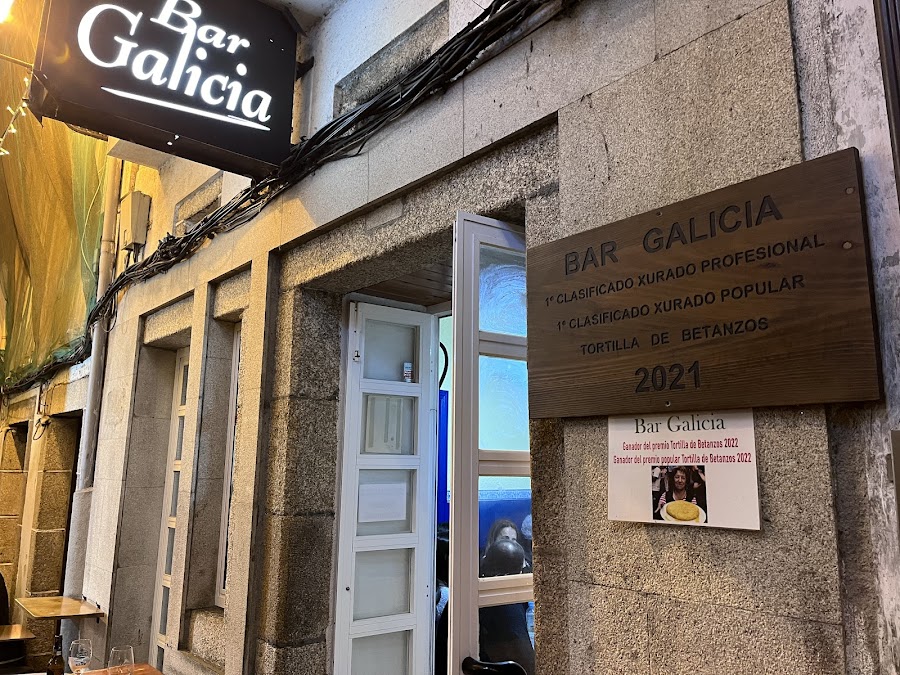 Bar
Galicia
BAR GALICIA
1º CLASIFICADO XURADO PROFESIONAL
1º CLASIFICADO XURADO POPULAR
TORTILLA DE BETANZOS
2021
Bar Galicia
Ganador del premio Tortilla de Betanzos 2022
Ganador del premio popular Tortilla de Betanzos 2022